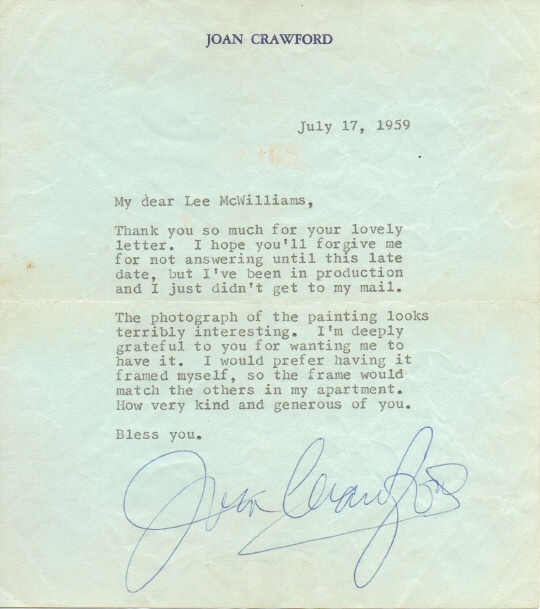 JOAN CRAWFORD
July 17, 1959
My dear Lee McWilliams,
Thank you so much for your lovely
letter.  I hope you'll forgive me
for not answering until this late
date, but I've been in production
and I just didn't get to my mail.
The photograph of the painting looks
terribly interesting.  I'm deeply
grateful to you for wanting me to
have it.  I would prefer having it
framed myself, so the frame would
match the others in my apartment.
How very kind and generous of you.
Bless you.
Joan Crawford